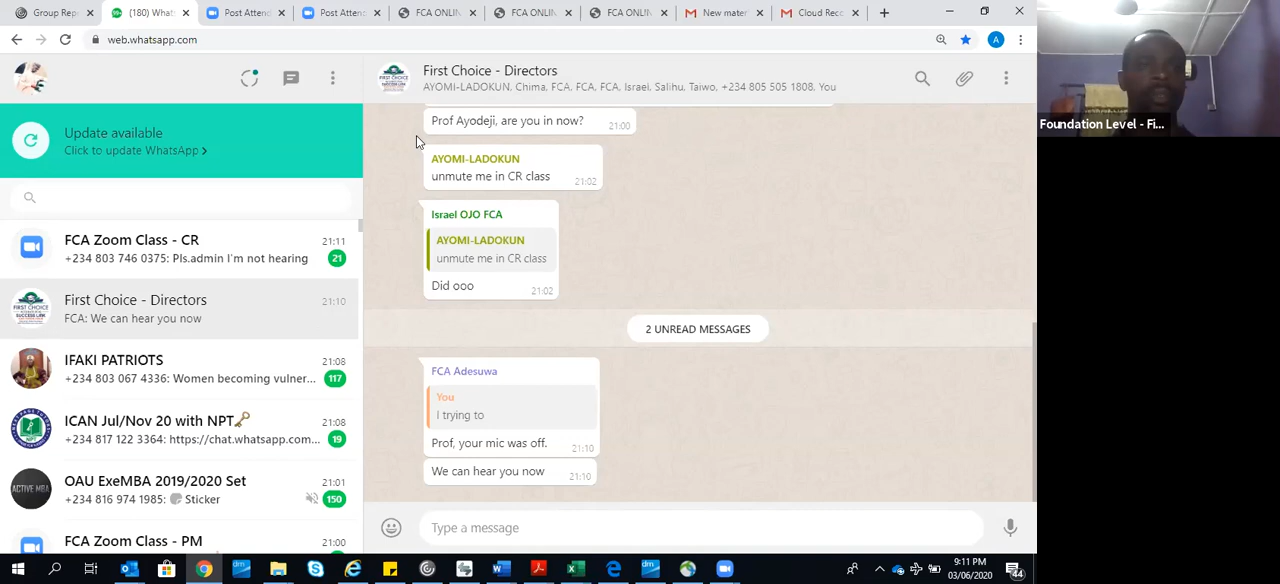 Group Rep
(180) What
Post Attend
Post Attend
FCA ONLIN
FCA ONLIN
FCA ONLIN
New mater
Cloud Reco
web.whatsapp.com
Update available
Click to update WhatsApp
FCA Zoom Class - CR
21:11
+234 803 746 0375: Pls.admin I'm not hearing
21
First Choice - Directors
21:10
FCA: We can hear you now
IFAKI PATRIOTS
21:08
+234 803 067 4336: Women becoming vulner...
117
ICAN Jul/Nov 20 with NPT
21:08
+234 817 122 3364: https://chat.whatsapp.com...
19
OAU ExeMBA 2019/2020 Set
21:01
+234 816 974 1985: Sticker
150
FCA Zoom Class - PM
21:00
First Choice - Directors
AYOMI-LADOKUN, Chima, FCA, FCA, FCA, Israel, Salihu, Taiwo, +234 805 505 1808, You
Prof Ayodeji, are you in now?
21:00
AYOMI-LADOKUN
unmute me in CR class
21:02
Israel OJO FCA
AYOMI-LADOKUN
unmute me in CR class
Did ooo
21:02
2 UNREAD MESSAGES
FCA Adesuwa
You
I trying to
Prof, your mic was off.
21:10
We can hear you now
21:10
Type a message
Foundation Level - Fi...
9:11 PM
03/06/2020
44